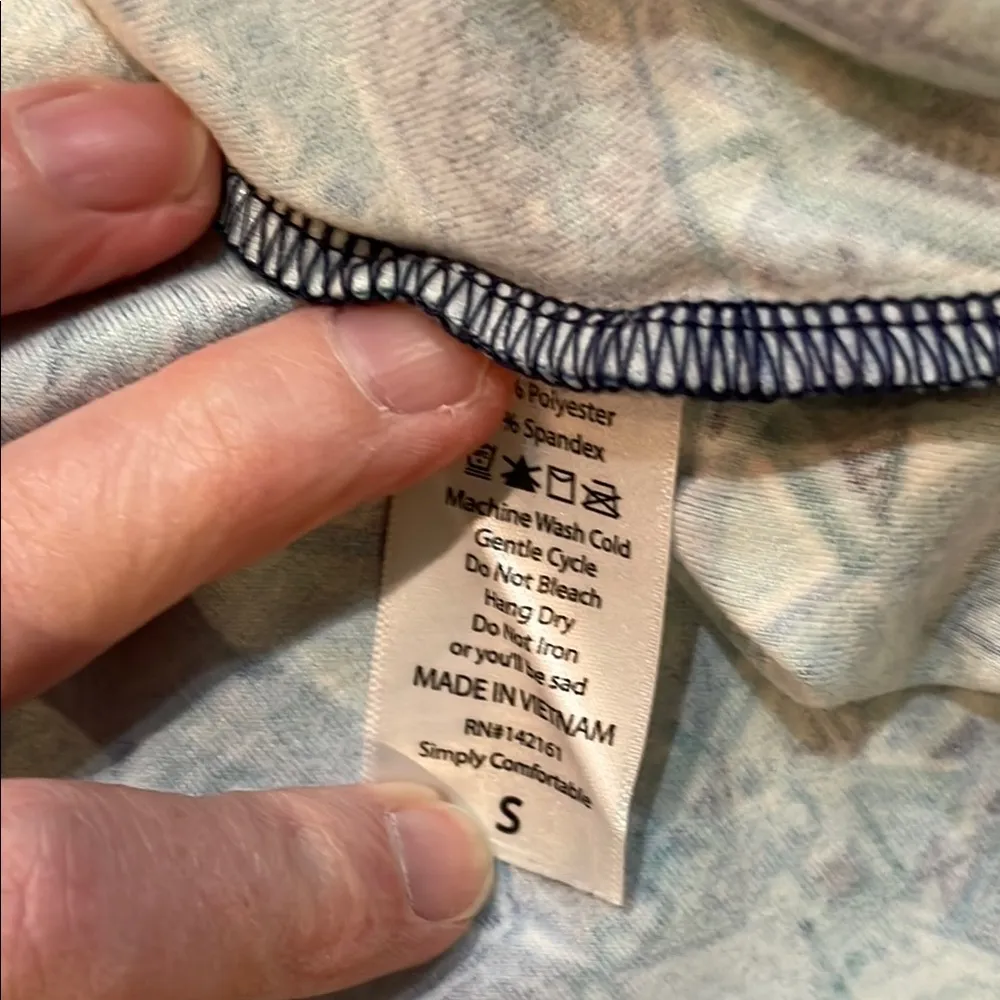 % Polyester
% Spandex
Machine Wash Cold
Gentle Cycle
Do Not Bleach
Hang Dry
Do Not Iron
or you'll be sad
MADE IN VIETNAM
RN#142161
Simply Comfortable
S